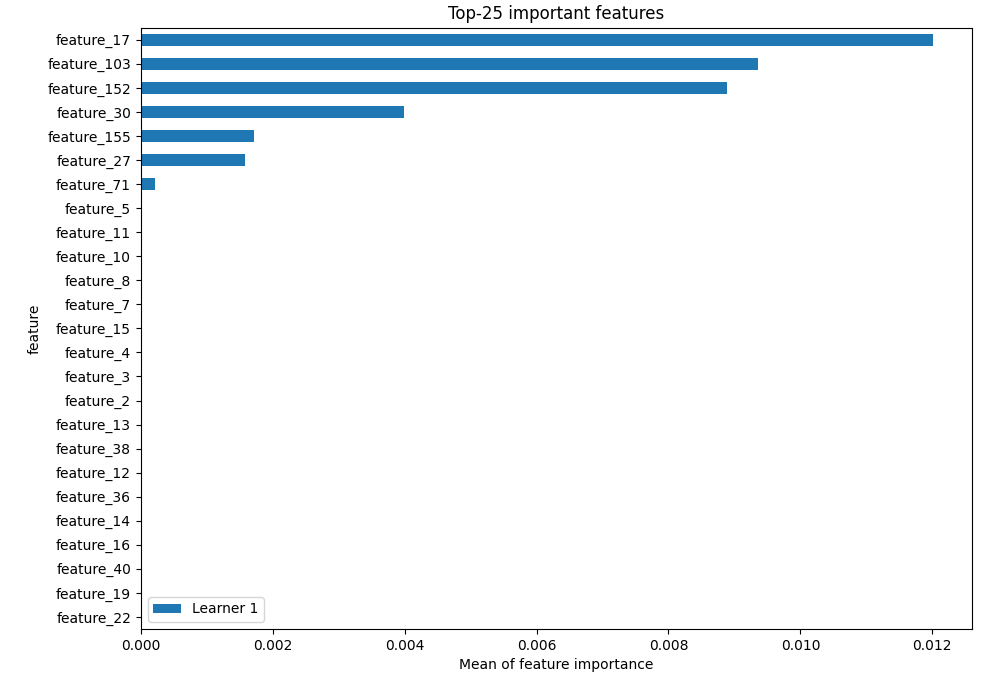 Top-25 important features
feature_17
feature_103
feature_152
feature_30
feature_155
feature_27
feature_71
feature_5
feature_11
feature_10
feature_8
feature_7
feature_15
feature_4
feature_3
feature_2
feature_13
feature_38
feature_12
feature_36
feature_14
feature_16
feature_40
feature_19
feature_22
feature
Learner 1
0.000 0.002 0.004 0.006 0.008 0.010 0.012
Mean of feature importance